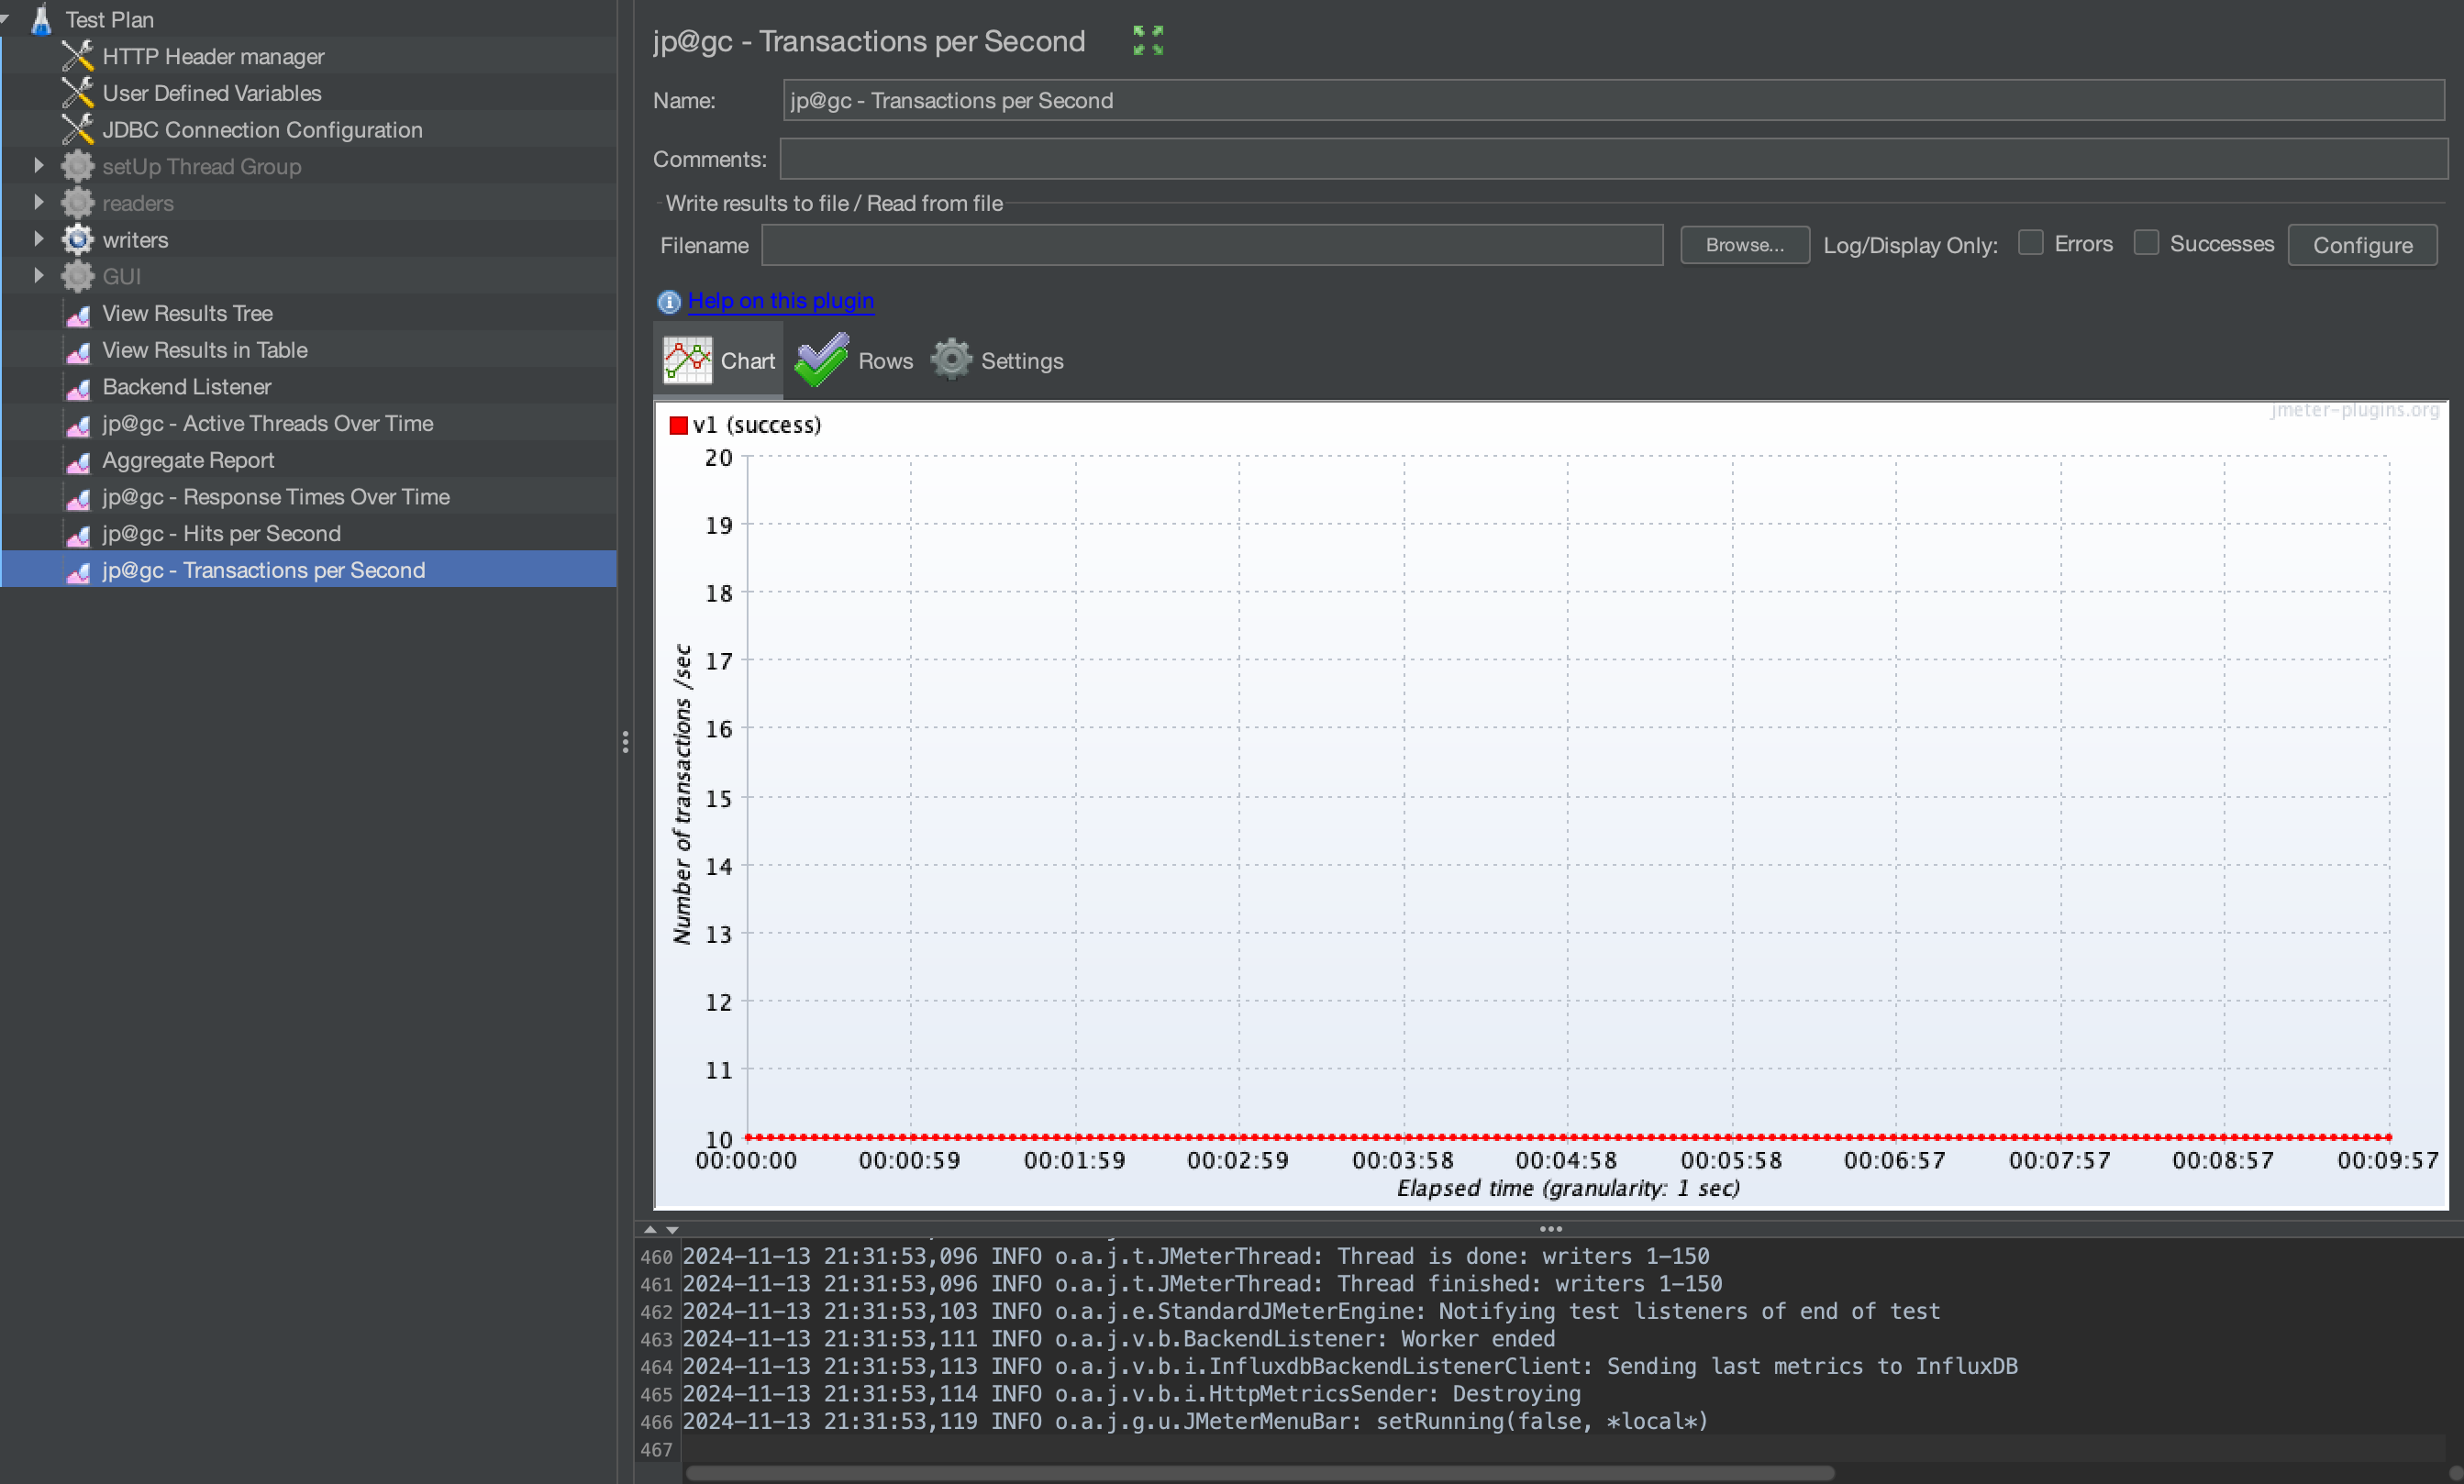 Test Plan
HTTP Header manager
User Defined Variables
JDBC Connection Configuration
setUp Thread Group
readers
writers
GUI
View Results Tree
View Results in Table
Backend Listener
jp@gc - Active Threads Over Time
Aggregate Report
jp@gc - Response Times Over Time
jp@gc - Hits per Second
jp@gc - Transactions per Second
jp@gc - Transactions per Second
Name: jp@gc - Transactions per Second
Comments:
Write results to file / Read from file
Filename Browse... Log/Display Only: Errors Successes Configure
Help on this plugin
Chart Rows Settings
jmeter-plugins.org
v1 (success)
20
19
18
17
16
15
14
13
12
11
10
Number of transactions /sec
00:00:00 00:00:59 00:01:59 00:02:59 00:03:58 00:04:58 00:05:58 00:06:57 00:07:57 00:08:57 00:09:57
Elapsed time (granularity: 1 sec)
460 2024-11-13 21:31:53,096 INFO o.a.j.t.JMeterThread: Thread is done: writers 1-150
461 2024-11-13 21:31:53,096 INFO o.a.j.t.JMeterThread: Thread finished: writers 1-150
462 2024-11-13 21:31:53,103 INFO o.a.j.e.StandardJMeterEngine: Notifying test listeners of end of test
463 2024-11-13 21:31:53,111 INFO o.a.j.v.b.BackendListener: Worker ended
464 2024-11-13 21:31:53,113 INFO o.a.j.v.b.i.InfluxdbBackendListenerClient: Sending last metrics to InfluxDB
465 2024-11-13 21:31:53,114 INFO o.a.j.v.b.i.HttpMetricsSender: Destroying
466 2024-11-13 21:31:53,119 INFO o.a.j.g.u.JMeterMenuBar: setRunning(false, *local*)
467